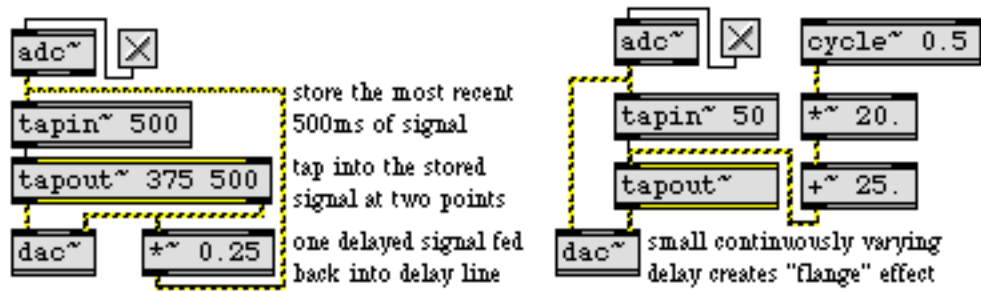 adc~
tapin~ 500
tapout~ 375 500
dac~
*~ 0.25
store the most recent
500ms of signal
tap into the stored
signal at two points
one delayed signal fed
back into delay line
adc~
cycle~ 0.5
tapin~ 50
*~ 20.
tapout~
+~ 25.
dac~
small continuously varying
delay creates "flange" effect